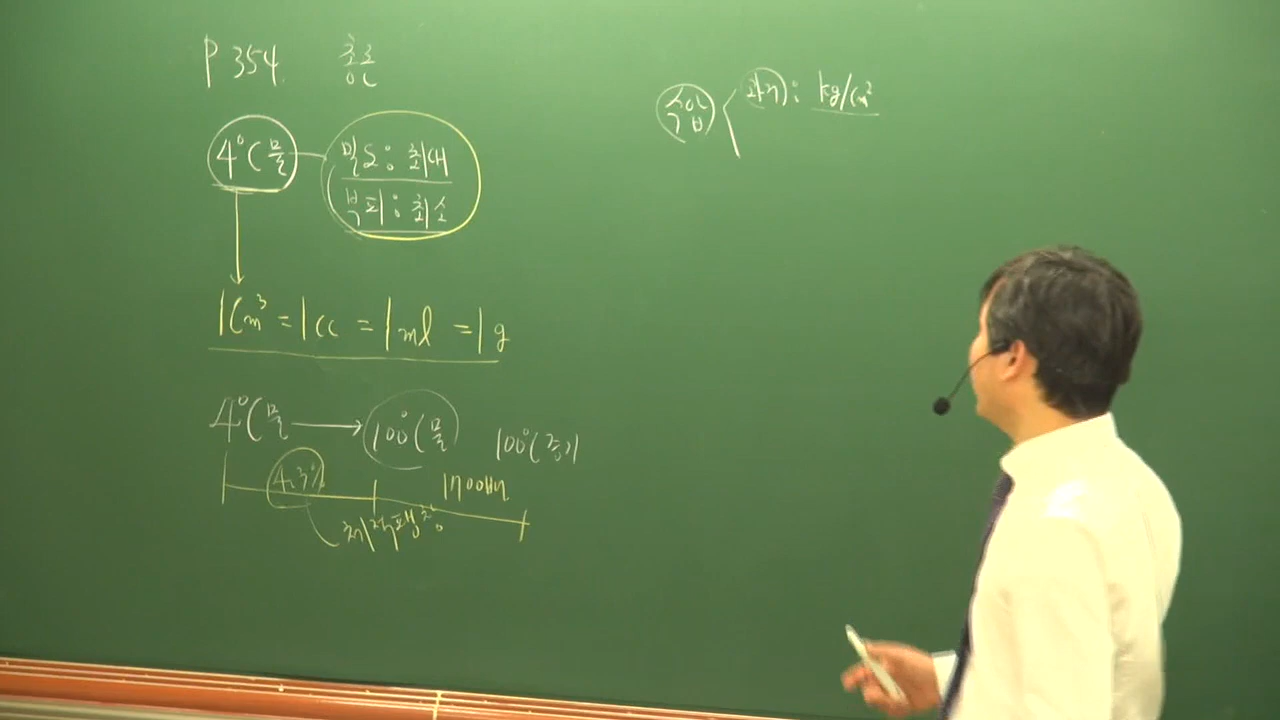 P 354 총론
4°C 물
밀도: 최대
부피: 최소
1Cm³ = 1cc = 1ml = 1g
4°C 물 → 100°C 물 100°C 증기
4.3% 1700배
체적팽창
수압
과거: kg/cm²